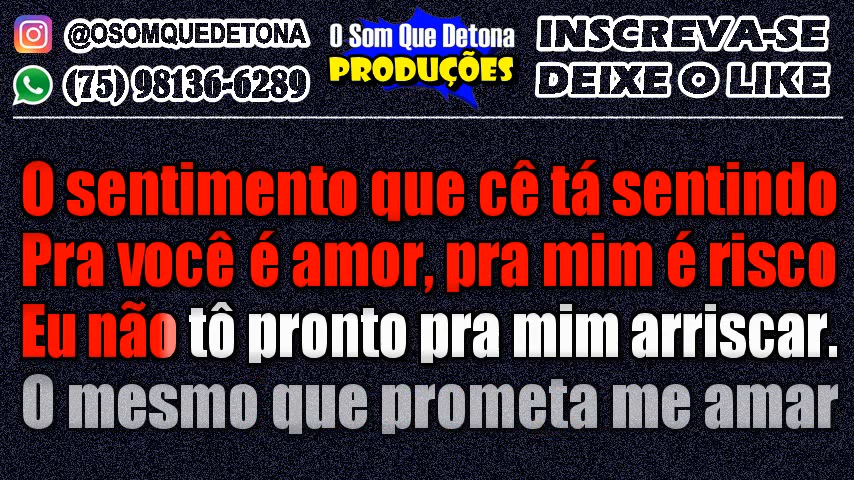 @OSOMQUEDETONA
(75) 98136-6289
O Som Que Detona
PRODUÇÕES
INSCREVA-SE
DEIXE O LIKE
O sentimento que cê tá sentindo
Pra você é amor, pra mim é risco
Eu não tô pronto pra mim arriscar.
O mesmo que prometa me amar